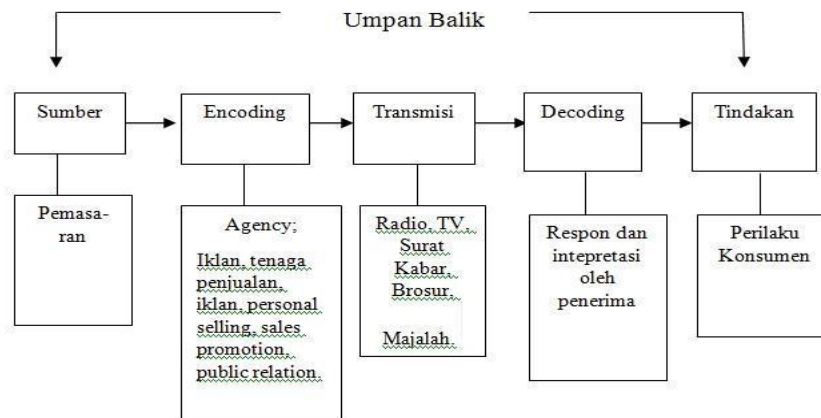 Umpan Balik
Sumber
Encoding
Transmisi
Decoding
Tindakan
Pemasa-
ran
Agency;
Iklan, tenaga
penjualan,
iklan, personal
selling, sales
promotion,
public relation.
Radio, TV,
Surat
Kabar,
Brosur,
Majalah.
Respon dan
intepretasi
oleh
penerima
Perilaku
Konsumen